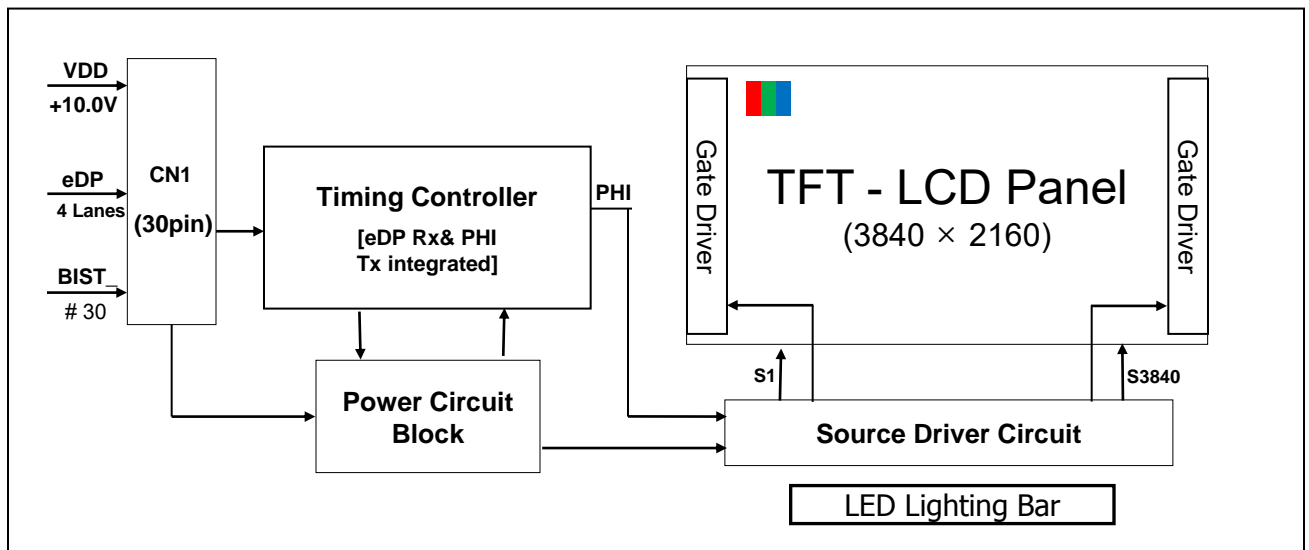 VDD
+10.0V
eDP
4 Lanes
BIST_
# 30
CN1
(30pin)
Timing Controller
[eDP Rx& PHI
Tx integrated]
PHI
Power Circuit
Block
Gate Driver
TFT - LCD Panel
(3840 × 2160)
Gate Driver
S1
S3840
Source Driver Circuit
LED Lighting Bar